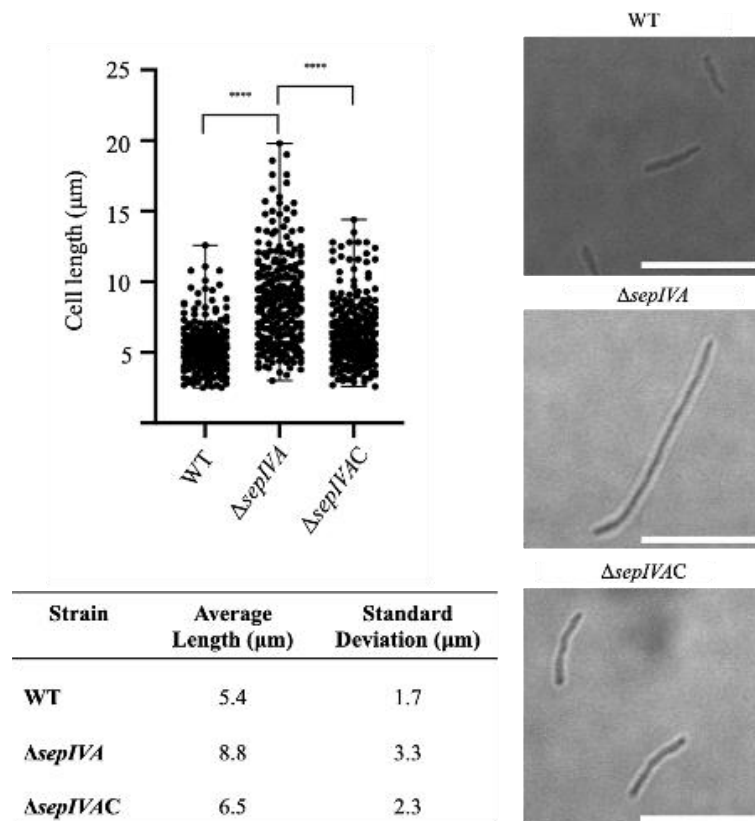 25
20
15
10
5
Cell length (µm)
****
****
WT
ΔsepIVA
ΔsepIVAC
WT
ΔsepIVA
ΔsepIVAC
Strain Average Length (µm) Standard Deviation (µm)
WT 5.4 1.7
ΔsepIVA 8.8 3.3
ΔsepIVAC 6.5 2.3